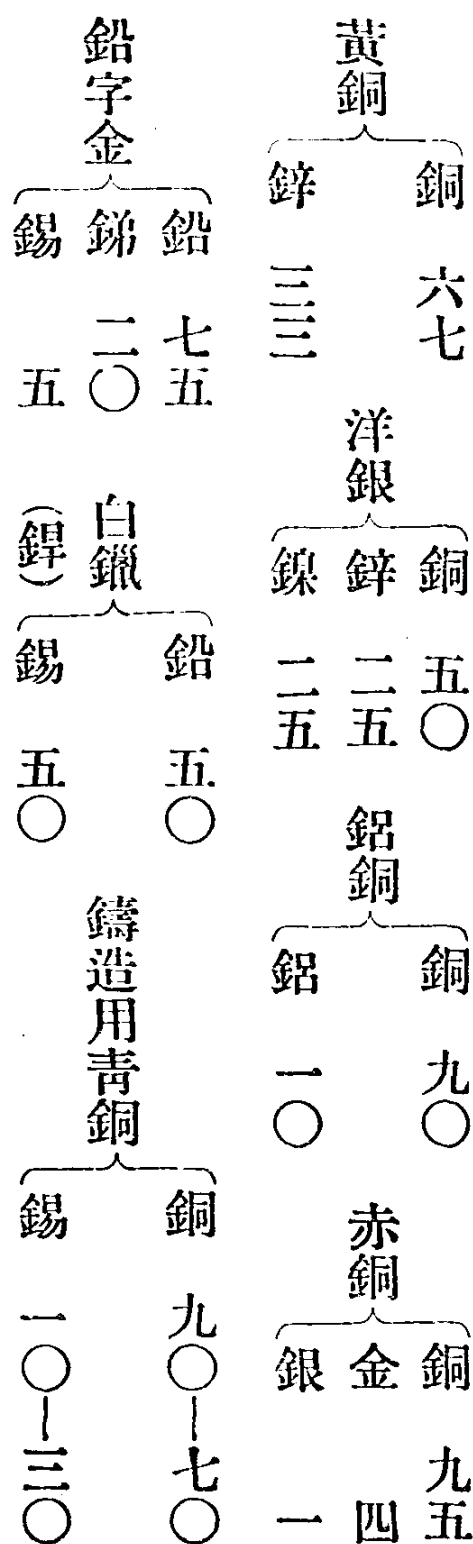 黃銅
銅 六七
鋅 三三
洋銀
銅 五〇
鋅 二五
鎳 二五
鋁銅
銅 九〇
鋁 一〇
赤銅
銅 九五
金 四
銀 一
鉛字金
鉛 七五
銻 二〇
錫 五
白鑞
(銲)
鉛 五〇
錫 五〇
鑄造用靑銅
銅 九〇—七〇
錫 一〇—三〇